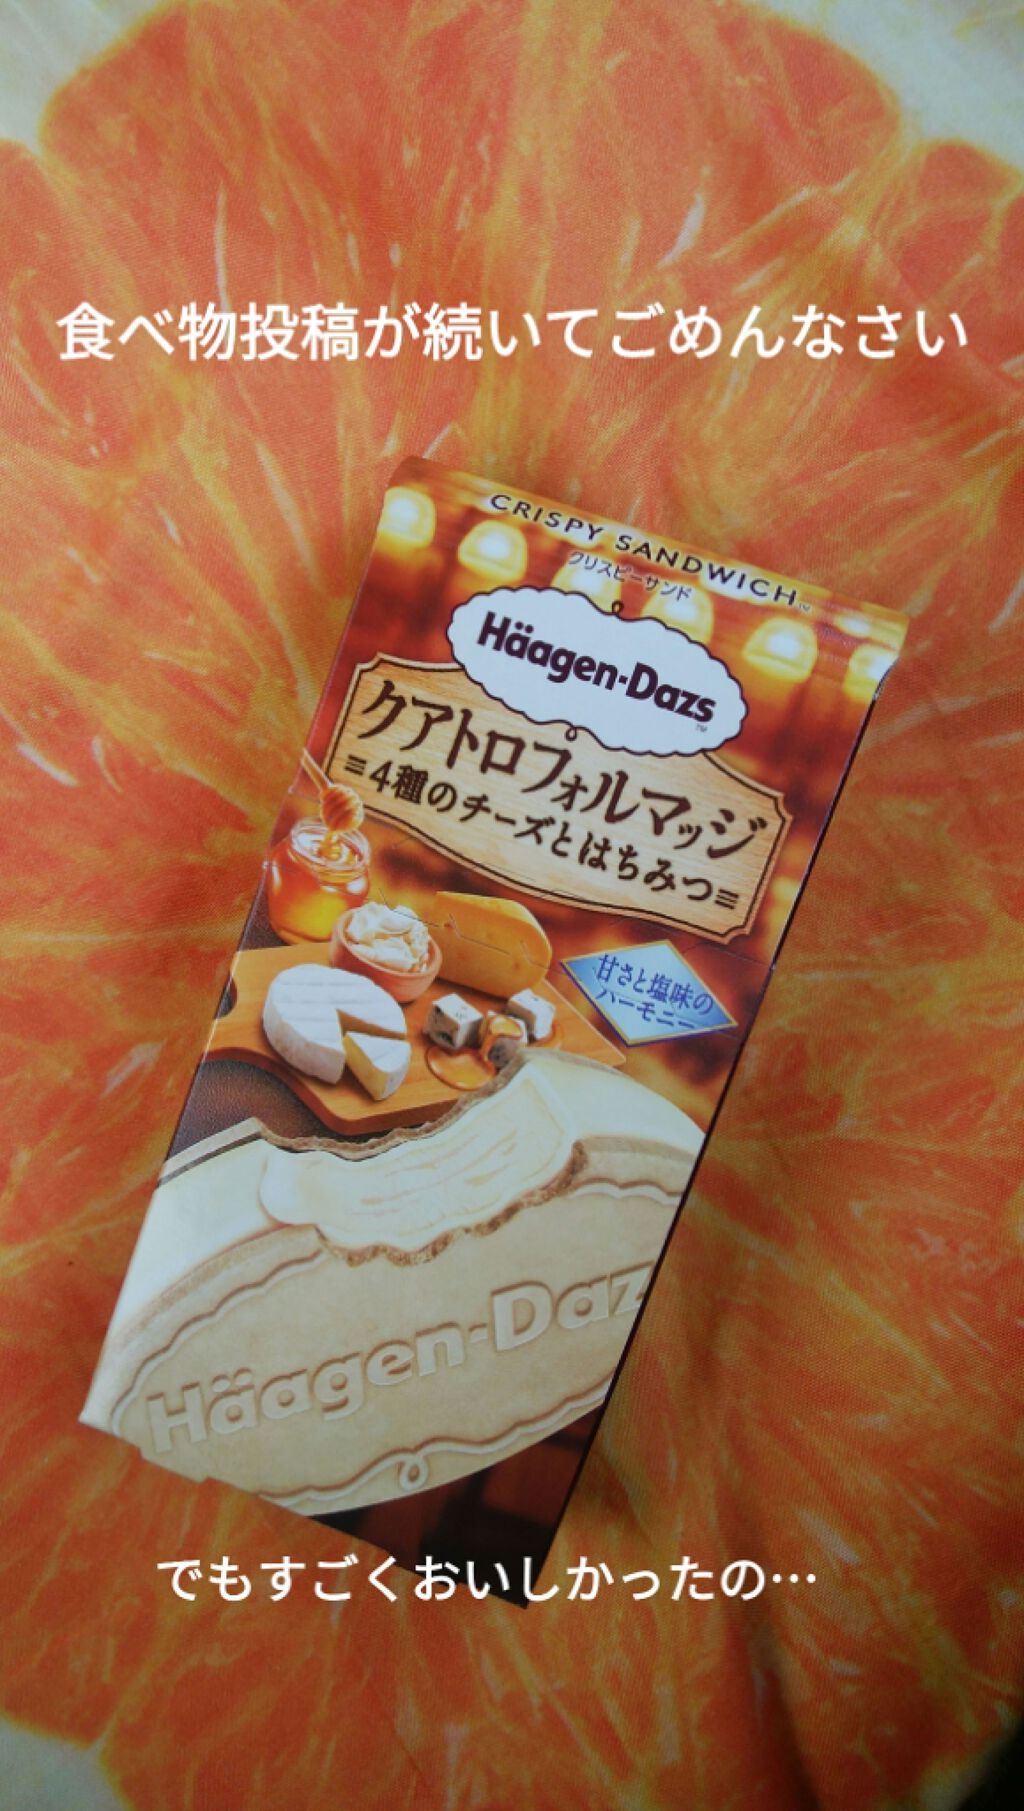 食べ物投稿が続いてごめんなさい
CRISPY SANDWICH™
クリスピーサンド
Häagen-Dazs™
クアトロフォルマッジ
4種のチーズとはちみつ
甘さと塩味の
ハーモニー
Häagen-Daz
でもすごくおいしかったの…